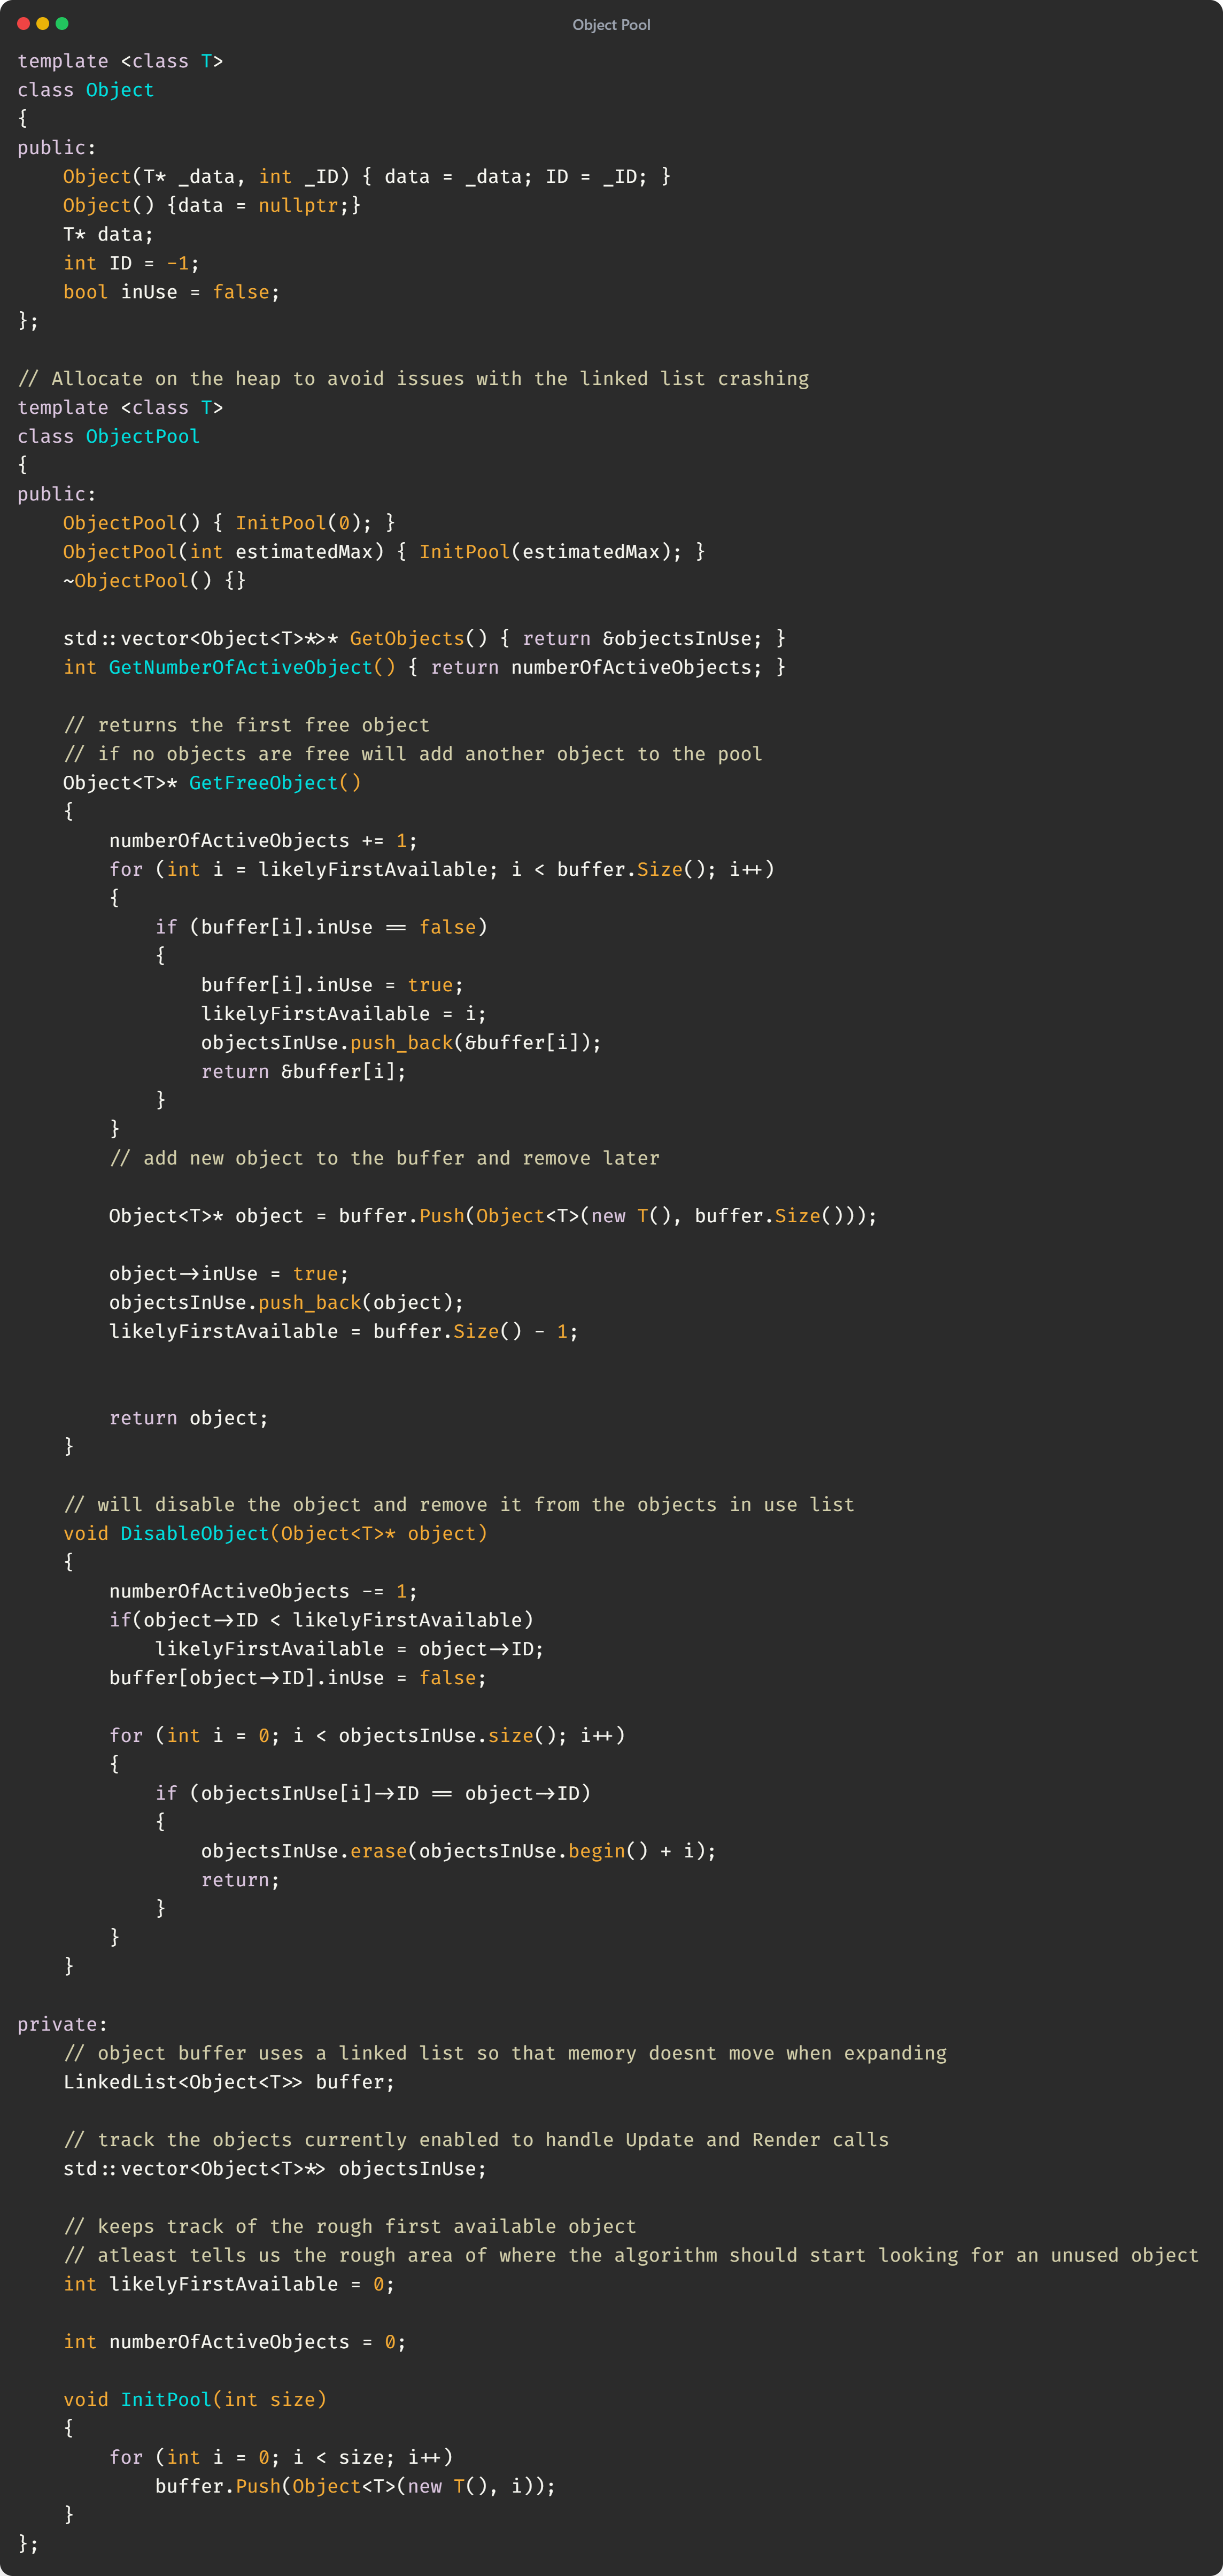 Object Pool
template <class T>
class Object
{
public:
    Object(T* _data, int _ID) { data = _data; ID = _ID; }
    Object() {data = nullptr;}
    T* data;
    int ID = -1;
    bool inUse = false;
};

// Allocate on the heap to avoid issues with the linked list crashing
template <class T>
class ObjectPool
{
public:
    ObjectPool() { InitPool(0); }
    ObjectPool(int estimatedMax) { InitPool(estimatedMax); }
    ~ObjectPool() {}

    std::vector<Object<T>*>* GetObjects() { return &objectsInUse; }
    int GetNumberOfActiveObject() { return numberOfActiveObjects; }

    // returns the first free object
    // if no objects are free will add another object to the pool
    Object<T>* GetFreeObject()
    {
        numberOfActiveObjects += 1;
        for (int i = likelyFirstAvailable; i < buffer.Size(); i++)
        {
            if (buffer[i].inUse == false)
            {
                buffer[i].inUse = true;
                likelyFirstAvailable = i;
                objectsInUse.push_back(&buffer[i]);
                return &buffer[i];
            }
        }
        // add new object to the buffer and remove later

        Object<T>* object = buffer.Push(Object<T>(new T(), buffer.Size()));

        object->inUse = true;
        objectsInUse.push_back(object);
        likelyFirstAvailable = buffer.Size() - 1;


        return object;
    }

    // will disable the object and remove it from the objects in use list
    void DisableObject(Object<T>* object)
    {
        numberOfActiveObjects -= 1;
        if(object->ID < likelyFirstAvailable)
            likelyFirstAvailable = object->ID;
        buffer[object->ID].inUse = false;

        for (int i = 0; i < objectsInUse.size(); i++)
        {
            if (objectsInUse[i]->ID == object->ID)
            {
                objectsInUse.erase(objectsInUse.begin() + i);
                return;
            }
        }
    }

private:
    // object buffer uses a linked list so that memory doesnt move when expanding
    LinkedList<Object<T>> buffer;

    // track the objects currently enabled to handle Update and Render calls
    std::vector<Object<T>*> objectsInUse;

    // keeps track of the rough first available object
    // atleast tells us the rough area of where the algorithm should start looking for an unused object
    int likelyFirstAvailable = 0;

    int numberOfActiveObjects = 0;

    void InitPool(int size)
    {
        for (int i = 0; i < size; i++)
            buffer.Push(Object<T>(new T(), i));
    }
};